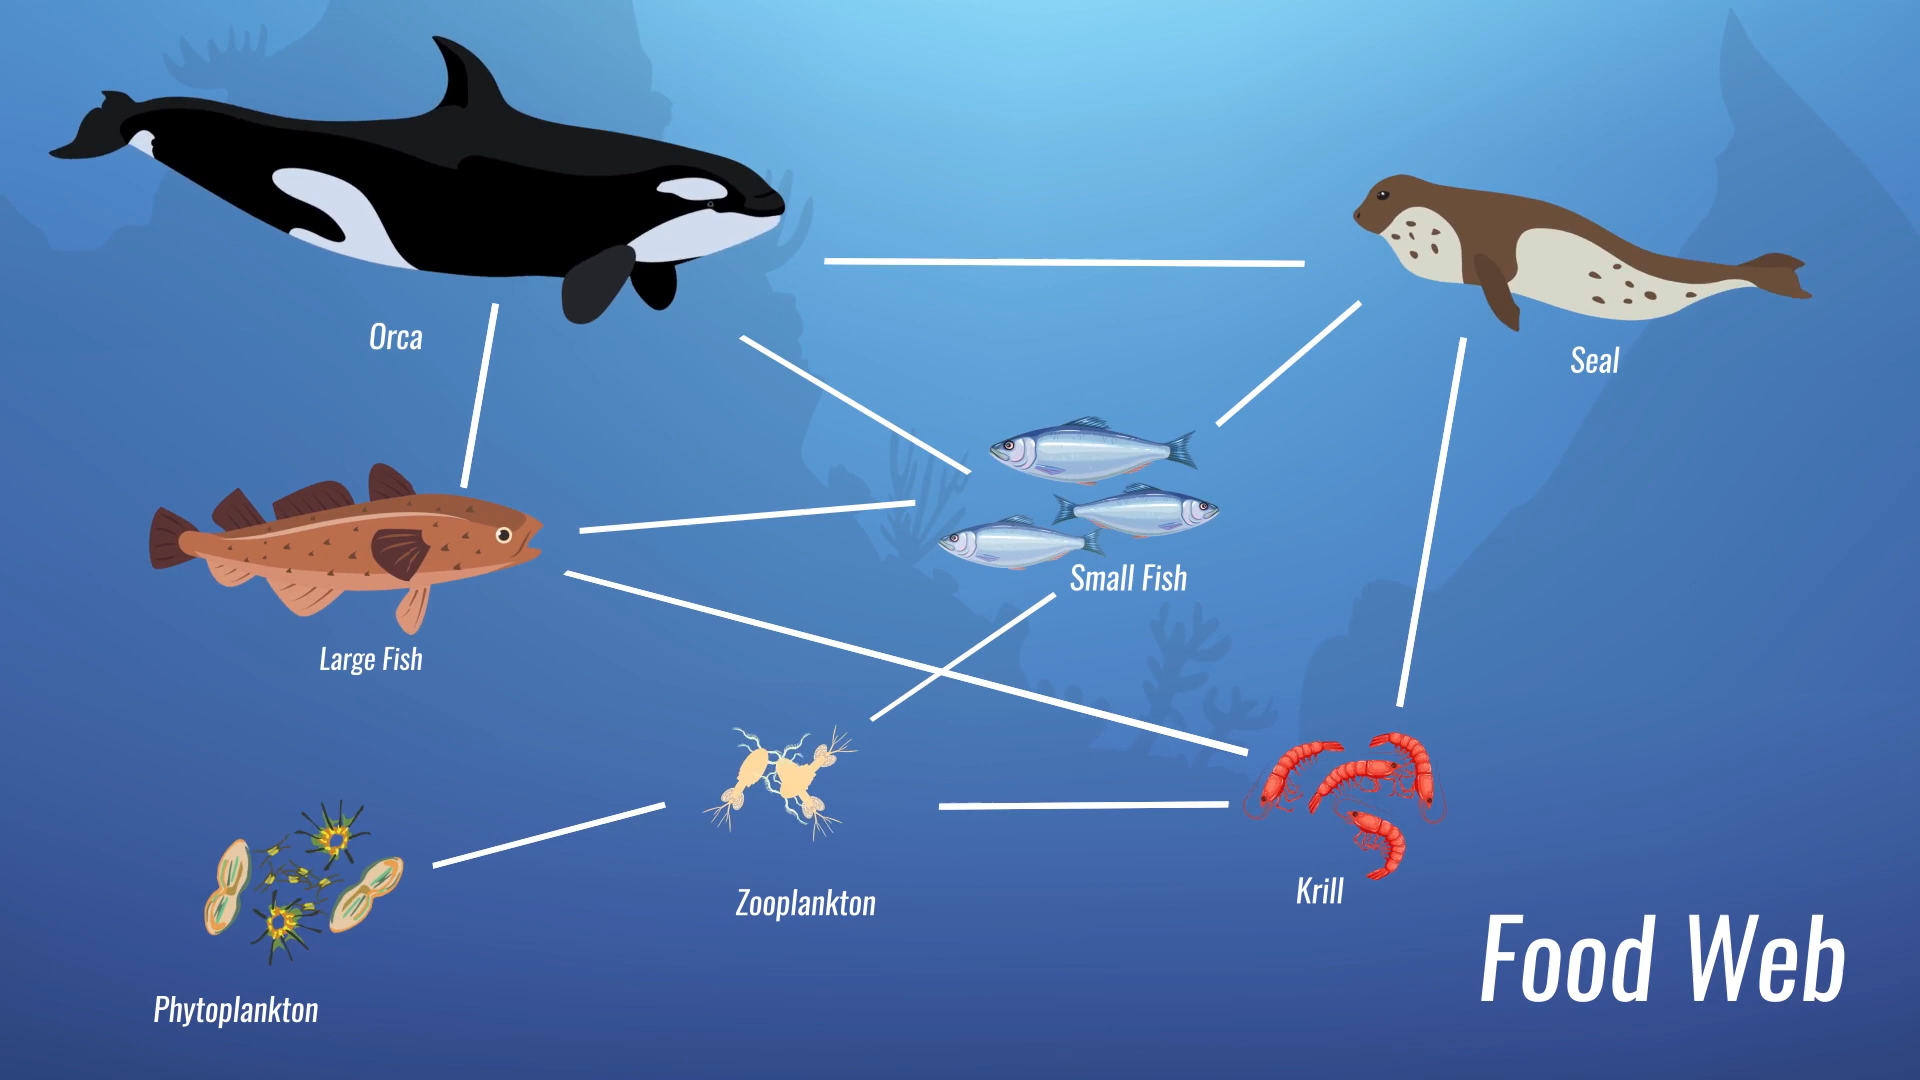 Orca
Seal
Small Fish
Large Fish
Zooplankton
Krill
Phytoplankton
Food Web